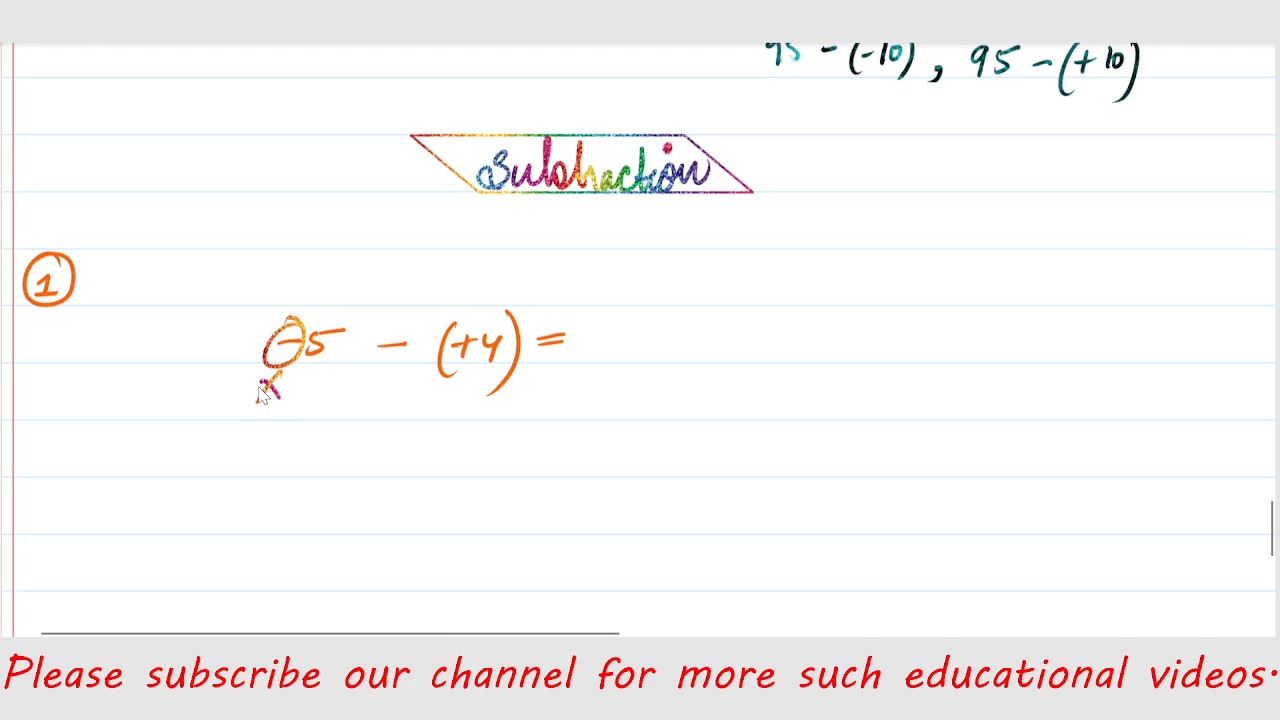 95 -(-10) , 95 -(+10)
Subtraction
1
-5 - (+4) =
Please subscribe our channel for more such educational videos.